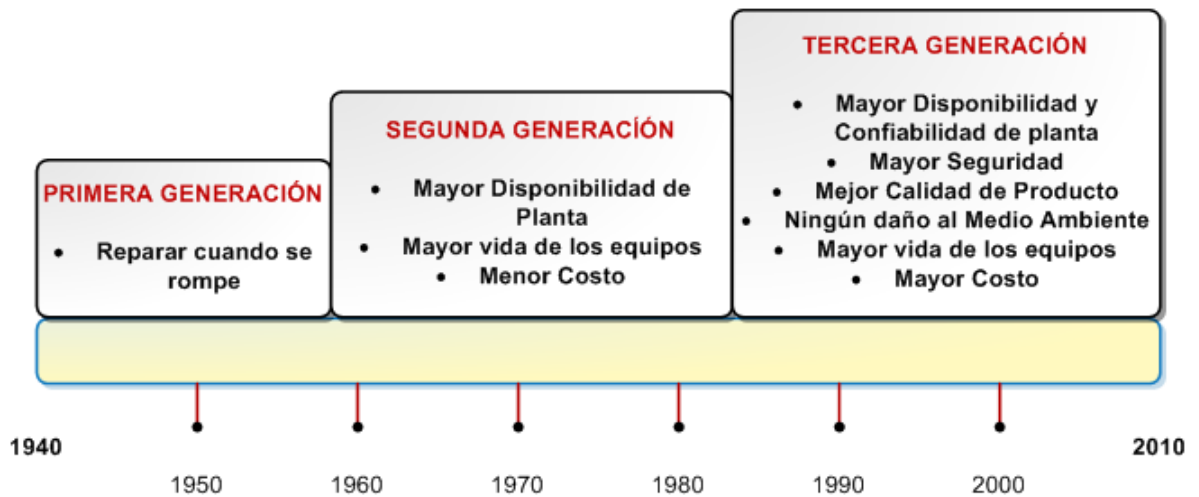 PRIMERA GENERACIÓN
• Reparar cuando se
rompe
SEGUNDA GENERACÍÓN
• Mayor Disponibilidad de
Planta
• Mayor vida de los equipos
• Menor Costo
TERCERA GENERACIÓN
• Mayor Disponibilidad y
Confiabilidad de planta
• Mayor Seguridad
• Mejor Calidad de Producto
• Ningún daño al Medio Ambiente
• Mayor vida de los equipos
• Mayor Costo
1940
1950
1960
1970
1980
1990
2000
2010